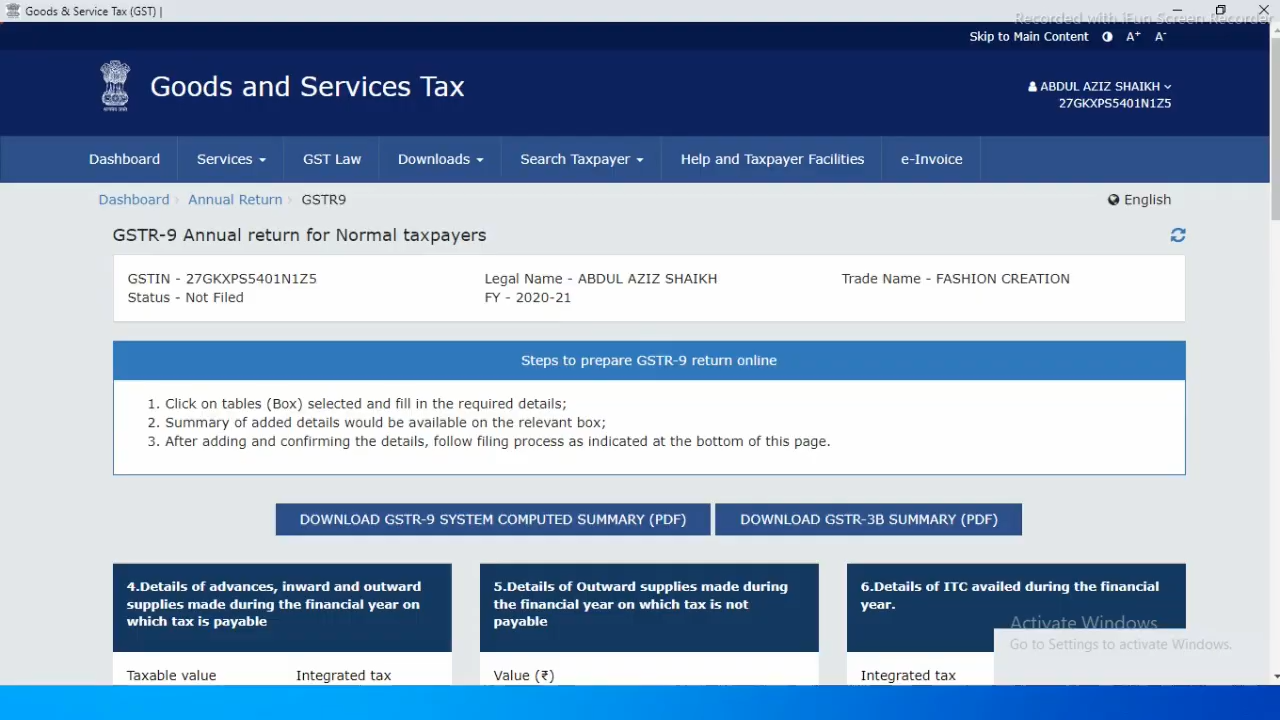 Goods & Service Tax (GST) |
Recorded with iFun Screen Recorder
Skip to Main Content A+ A-
Goods and Services Tax
ABDUL AZIZ SHAIKH
27GKXPS5401N1Z5
Dashboard Services GST Law Downloads Search Taxpayer Help and Taxpayer Facilities e-Invoice
Dashboard Annual Return GSTR9 English
GSTR-9 Annual return for Normal taxpayers
GSTIN - 27GKXPS5401N1Z5 Legal Name - ABDUL AZIZ SHAIKH Trade Name - FASHION CREATION
Status - Not Filed FY - 2020-21
Steps to prepare GSTR-9 return online
1. Click on tables (Box) selected and fill in the required details;
2. Summary of added details would be available on the relevant box;
3. After adding and confirming the details, follow filing process as indicated at the bottom of this page.
DOWNLOAD GSTR-9 SYSTEM COMPUTED SUMMARY (PDF) DOWNLOAD GSTR-3B SUMMARY (PDF)
4.Details of advances, inward and outward
supplies made during the financial year on
which tax is payable
Taxable value Integrated tax
5.Details of Outward supplies made during
the financial year on which tax is not
payable
Value (₹)
6.Details of ITC availed during the financial
year.
Integrated tax
Activate Windows
Go to Settings to activate Windows.